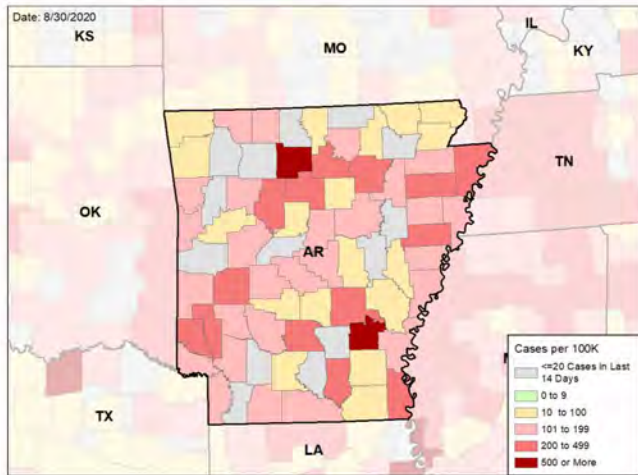 Date: 8/30/2020
KS
MO
IL
KY
OK
AR
TN
TX
LA
Cases per 100K
<=20 Cases in Last
14 Days
0 to 9
10 to 100
101 to 199
200 to 499
500 or More